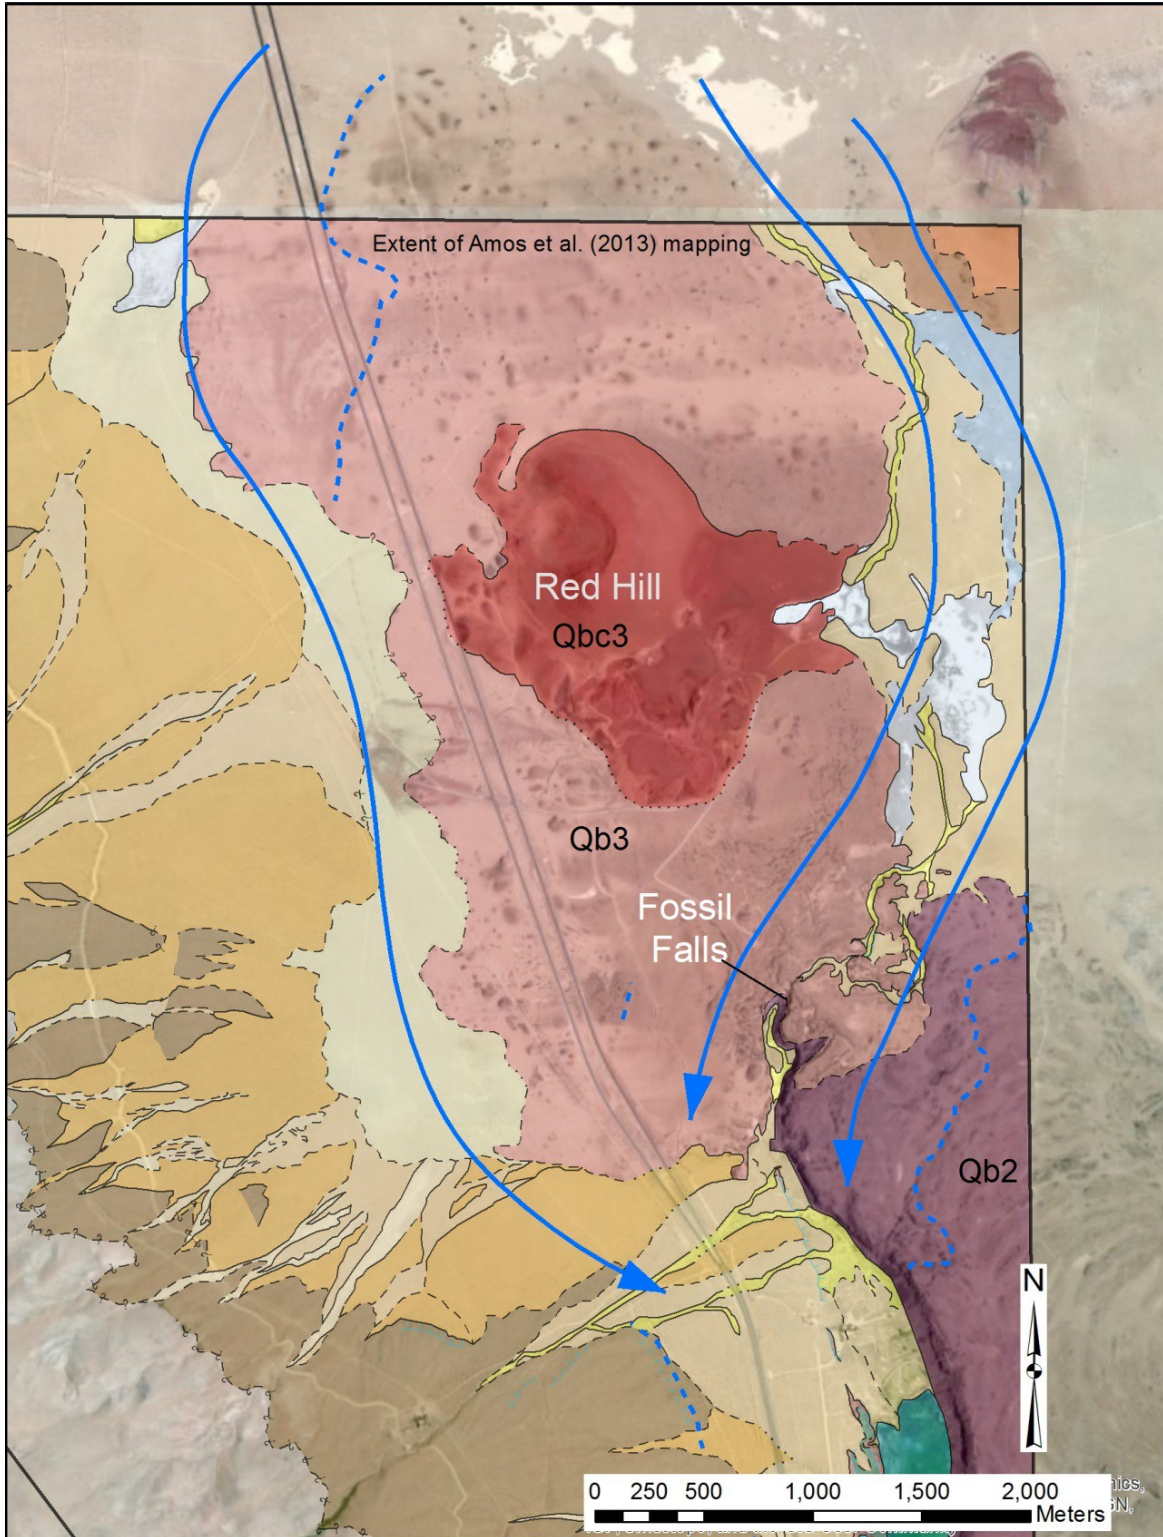 Extent of Amos et al. (2013) mapping
Red Hill
Qbc3
Qb3
Fossil
Falls
Qb2
N
0 250 500 1,000 1,500 2,000
Meters